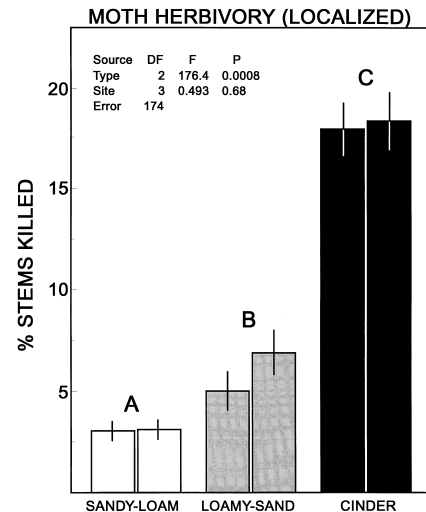 MOTH HERBIVORY (LOCALIZED)
Source DF F P
Type 2 176.4 0.0008
Site 3 0.493 0.68
Error 174
% STEMS KILLED
20
15
10
5
A
B
C
SANDY-LOAM LOAMY-SAND CINDER